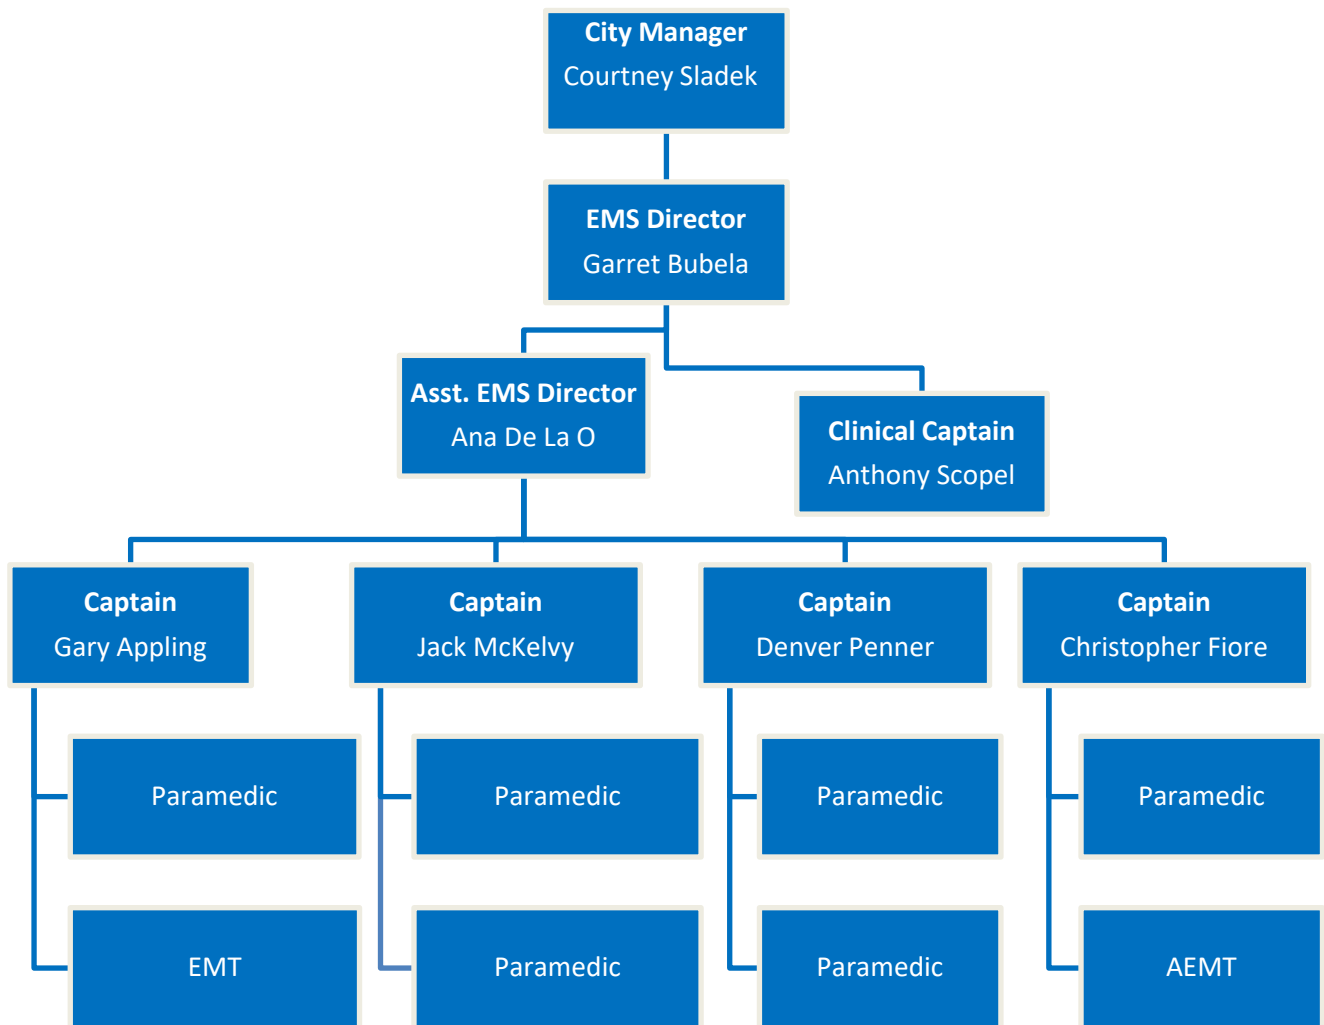 City Manager
Courtney Sladek
EMS Director
Garret Bubela
Asst. EMS Director
Ana De La O
Clinical Captain
Anthony Scopel
Captain
Gary Appling
Captain
Jack McKelvy
Captain
Denver Penner
Captain
Christopher Fiore
Paramedic
Paramedic
Paramedic
Paramedic
EMT
Paramedic
Paramedic
AEMT